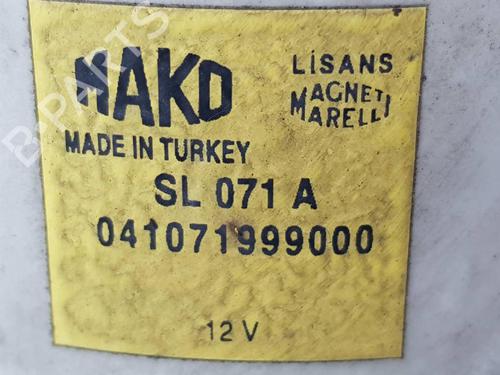 MAKO
LİSANS
MAGNETI
MARELLI
MADE IN TURKEY
SL 071 A
041071999000
12 V
B-PARTS